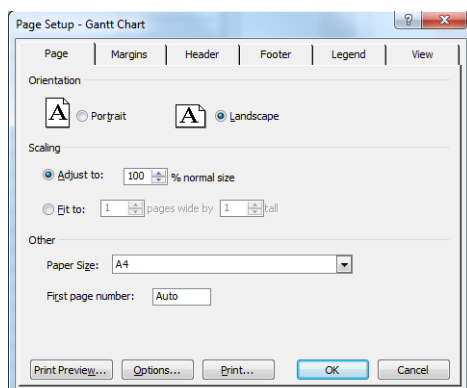 Page Setup - Gantt Chart
Page Margins Header Footer Legend View
Orientation
A Portrait A Landscape
Scaling
Adjust to: 100 % normal size
Fit to: 1 pages wide by 1 tall
Other
Paper Size: A4
First page number: Auto
Print Preview... Options... Print... OK Cancel